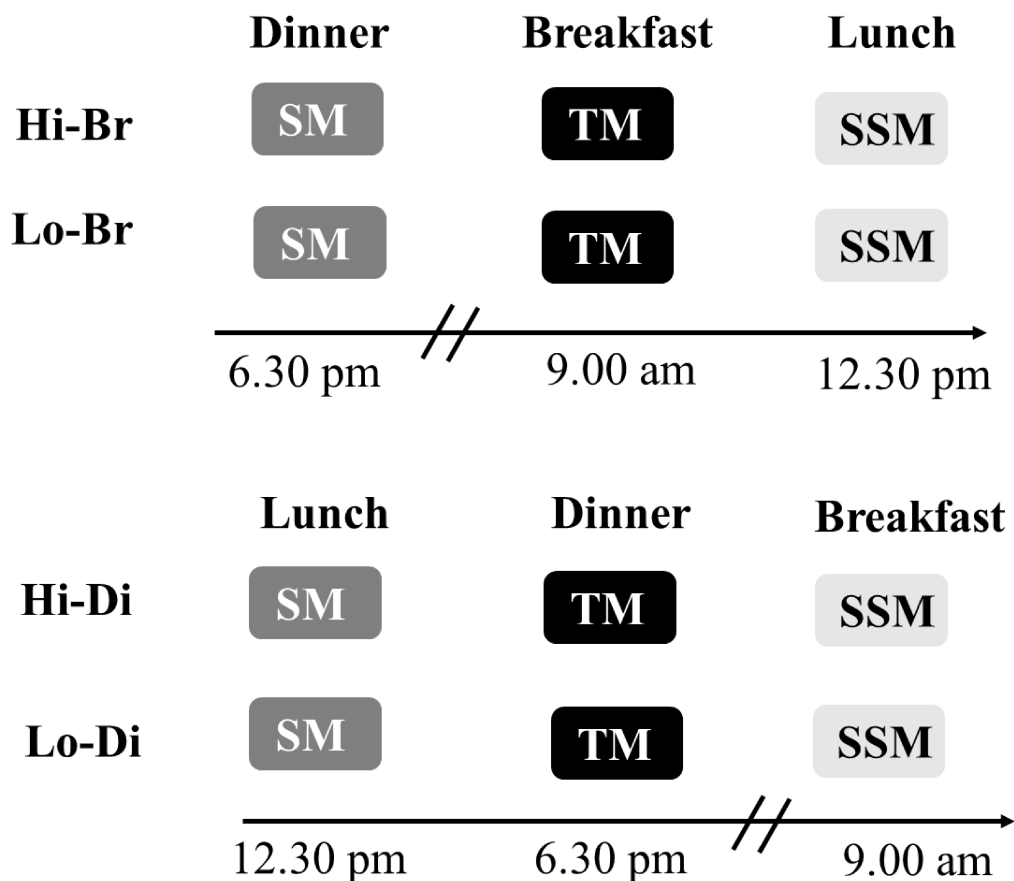 Dinner Breakfast Lunch
Hi-Br SM TM SSM
Lo-Br SM TM SSM
6.30 pm 9.00 am 12.30 pm
Lunch Dinner Breakfast
Hi-Di SM TM SSM
Lo-Di SM TM SSM
12.30 pm 6.30 pm 9.00 am